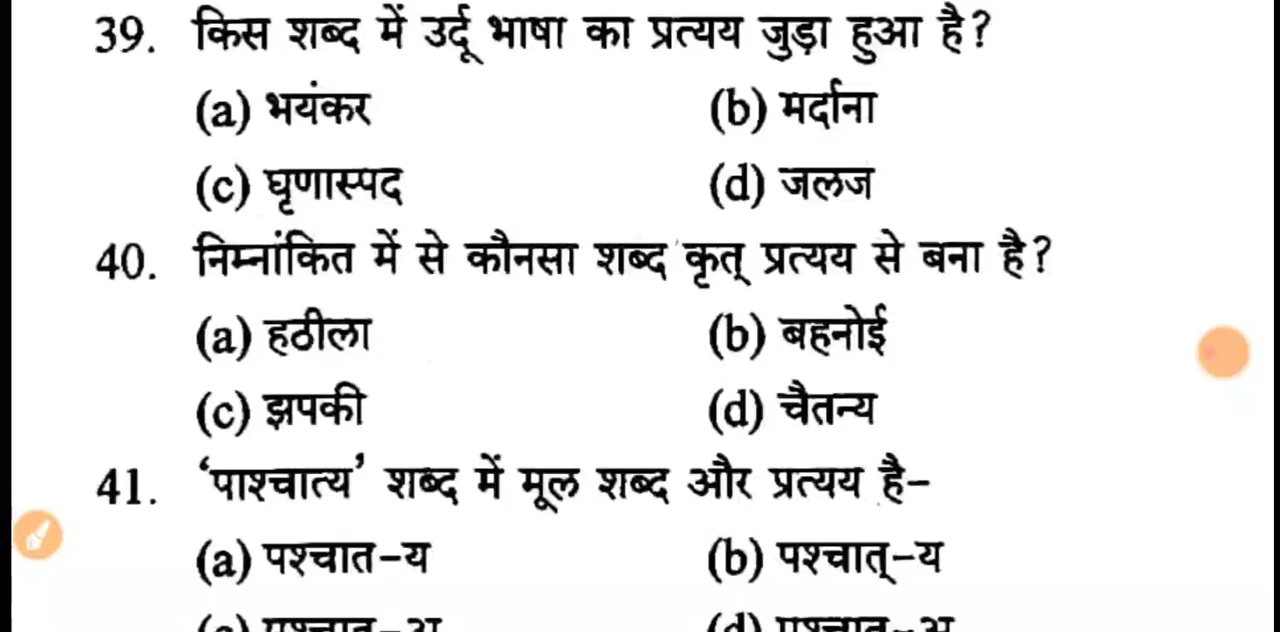 39. किस शब्द में उर्दू भाषा का प्रत्यय जुड़ा हुआ है?
(a) भयंकर (b) मर्दाना
(c) घृणास्पद (d) जलज
40. निम्नांकित में से कौनसा शब्द कृत् प्रत्यय से बना है?
(a) हठीला (b) बहनोई
(c) झपकी (d) चैतन्य
41. ‘पाश्चात्य’ शब्द में मूल शब्द और प्रत्यय है–
(a) पश्चात–य (b) पश्चात्–य